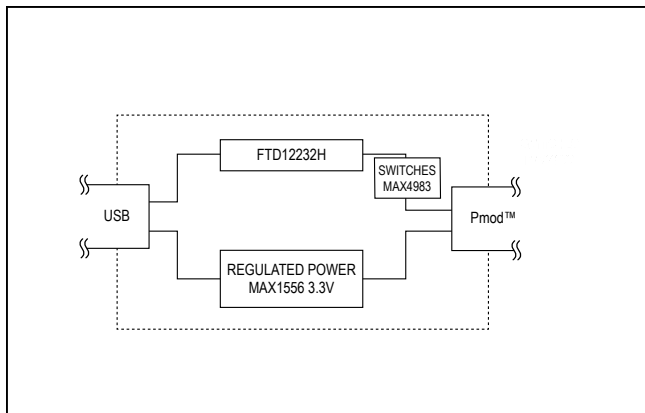 FTD12232H
SWITCHES
MAX4983
USB
Pmod™
REGULATED POWER
MAX1556 3.3V